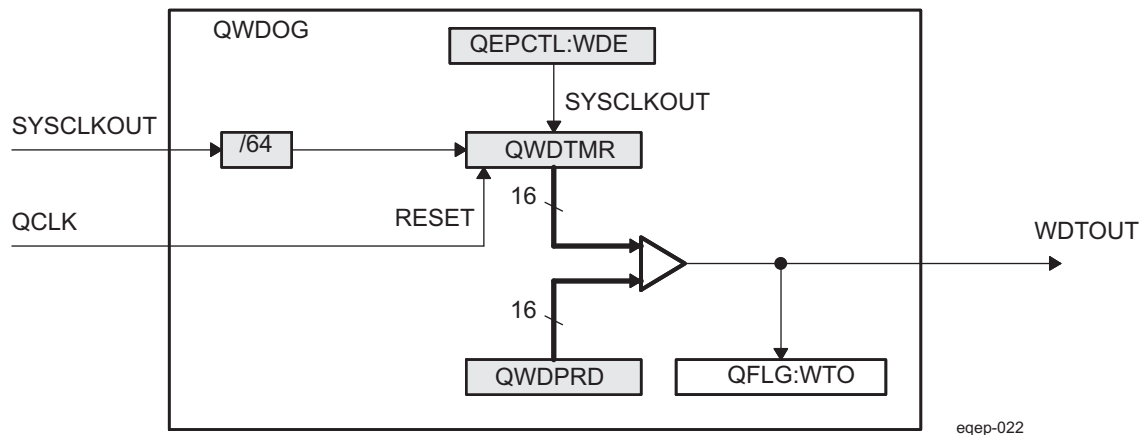 QWDOG
QEPCTL:WDE
SYSCLKOUT
SYSCLKOUT
/64
QWDTMR
16
RESET
QCLK
WDTOUT
16
QWDPRD
QFLG:WTO
eqep-022